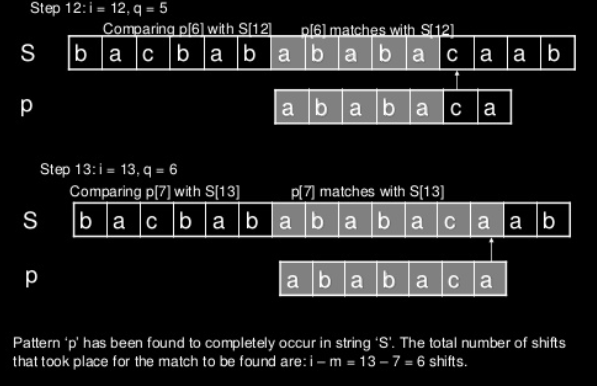 Step 12: i = 12, q = 5
Comparing p[6] with S[12] p[6] matches with S[12]
S b a c b a b a b a b a c a a b
p a b a b a c a
Step 13: i = 13, q = 6
Comparing p[7] with S[13] p[7] matches with S[13]
S b a c b a b a b a b a c a a b
p a b a b a c a
Pattern ‘p’ has been found to completely occur in string ‘S’. The total number of shifts
that took place for the match to be found are: i – m = 13 – 7 = 6 shifts.